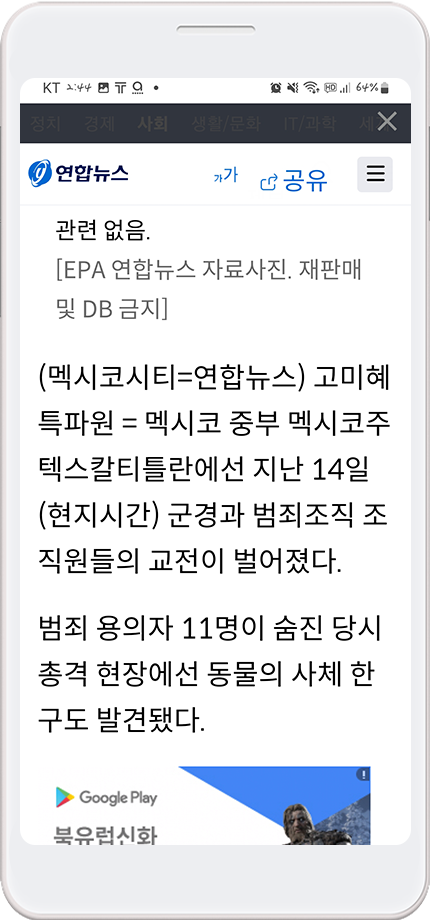 KT 2:44 64%
정치 경제 사회 생활/문화 IT/과학 세
연합뉴스 가가 공유
관련 없음.
[EPA 연합뉴스 자료사진. 재판매
및 DB 금지]
(멕시코시티=연합뉴스) 고미혜
특파원 = 멕시코 중부 멕시코주
텍스칼티틀란에선 지난 14일
(현지시간) 군경과 범죄조직 조
직원들의 교전이 벌어졌다.
범죄 용의자 11명이 숨진 당시
총격 현장에선 동물의 사체 한
구도 발견됐다.
Google Play
북유럽신화